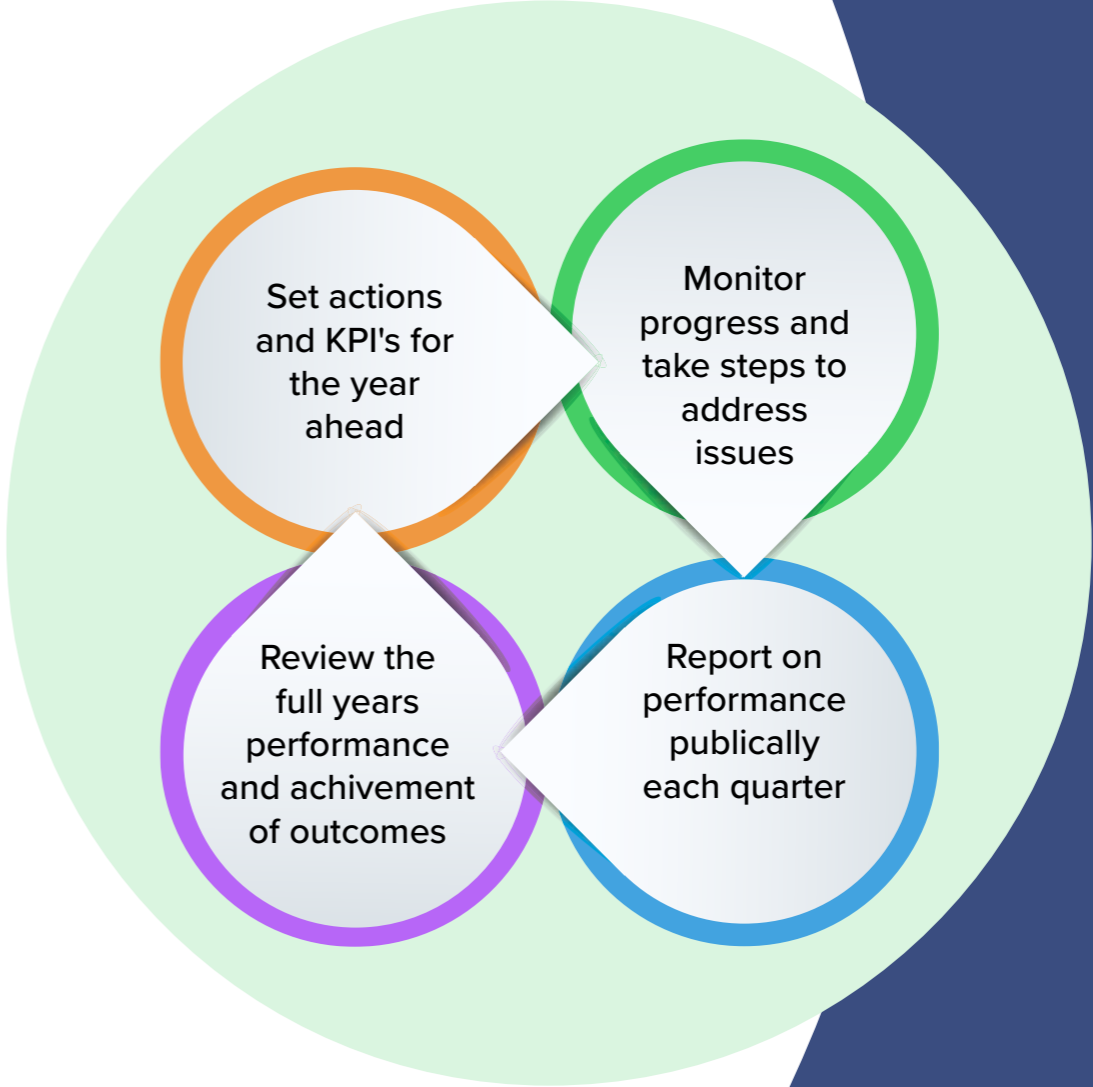 Set actions
and KPI's for
the year
ahead
Monitor
progress and
take steps to
address
issues
Report on
performance
publically
each quarter
Review the
full years
performance
and achivement
of outcomes